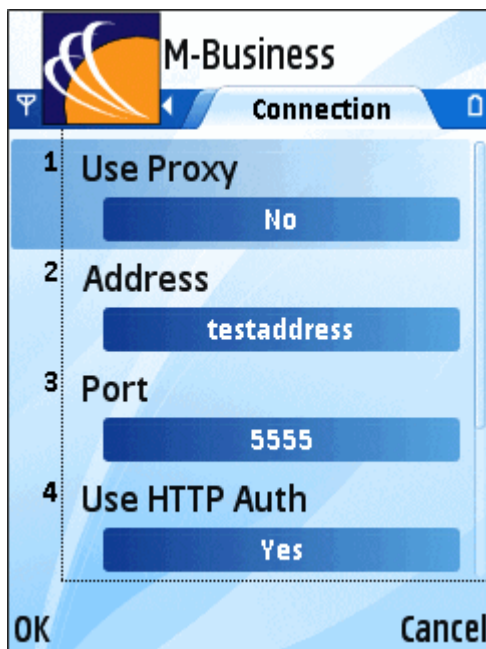 M-Business
Connection
1 Use Proxy
No
2 Address
testaddress
3 Port
5555
4 Use HTTP Auth
Yes
OK Cancel